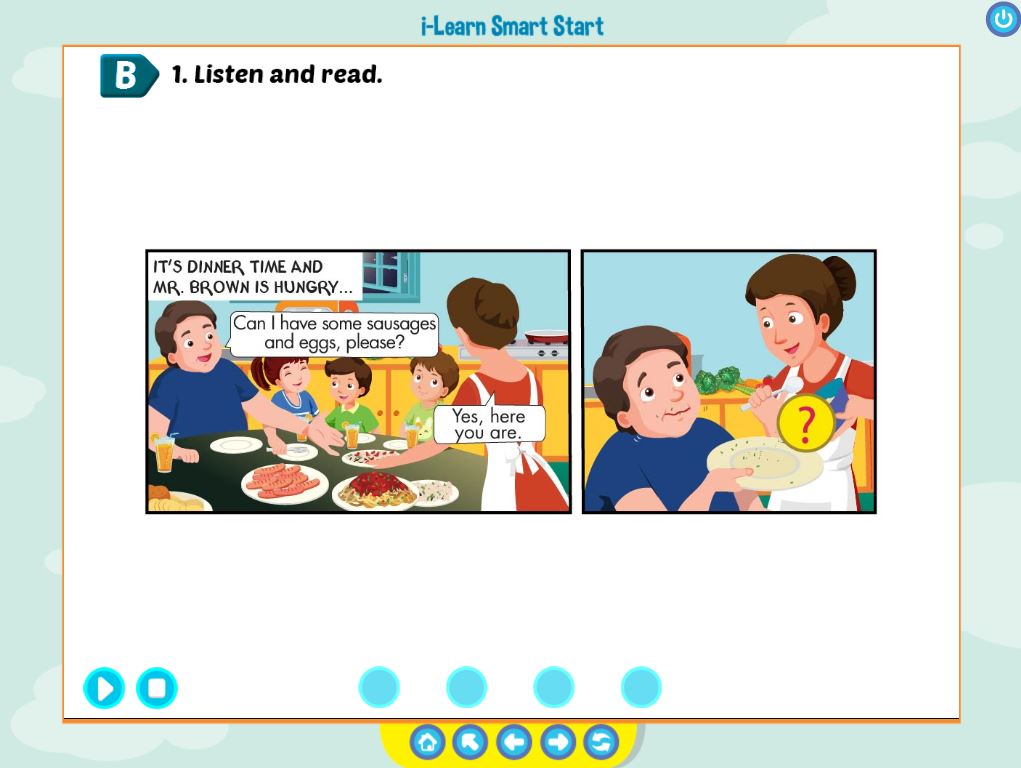 i-Learn Smart Start
B 1. Listen and read.
IT'S DINNER TIME AND
MR. BROWN IS HUNGRY...
Can I have some sausages
and eggs, please?
Yes, here
you are.
?